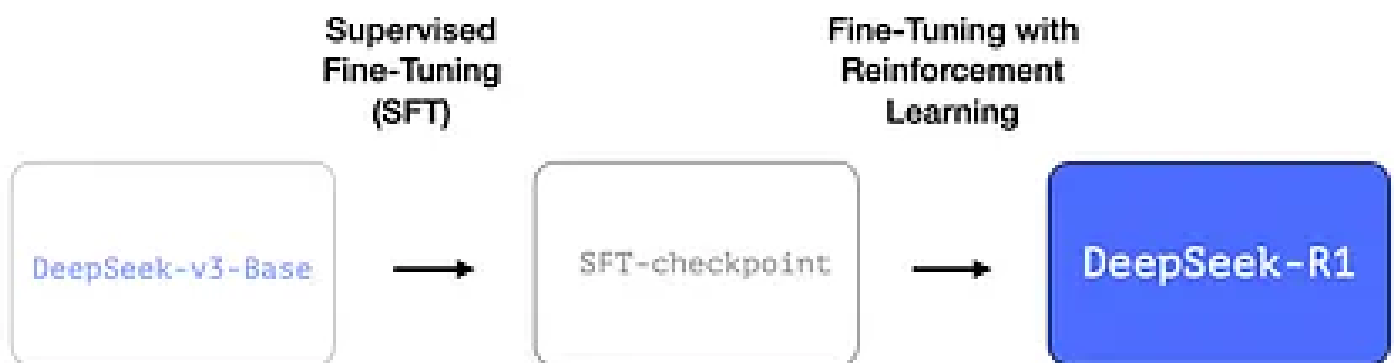 Supervised
Fine-Tuning
(SFT)
Fine-Tuning with
Reinforcement
Learning
DeepSeek-v3-Base
SFT-checkpoint
DeepSeek-R1